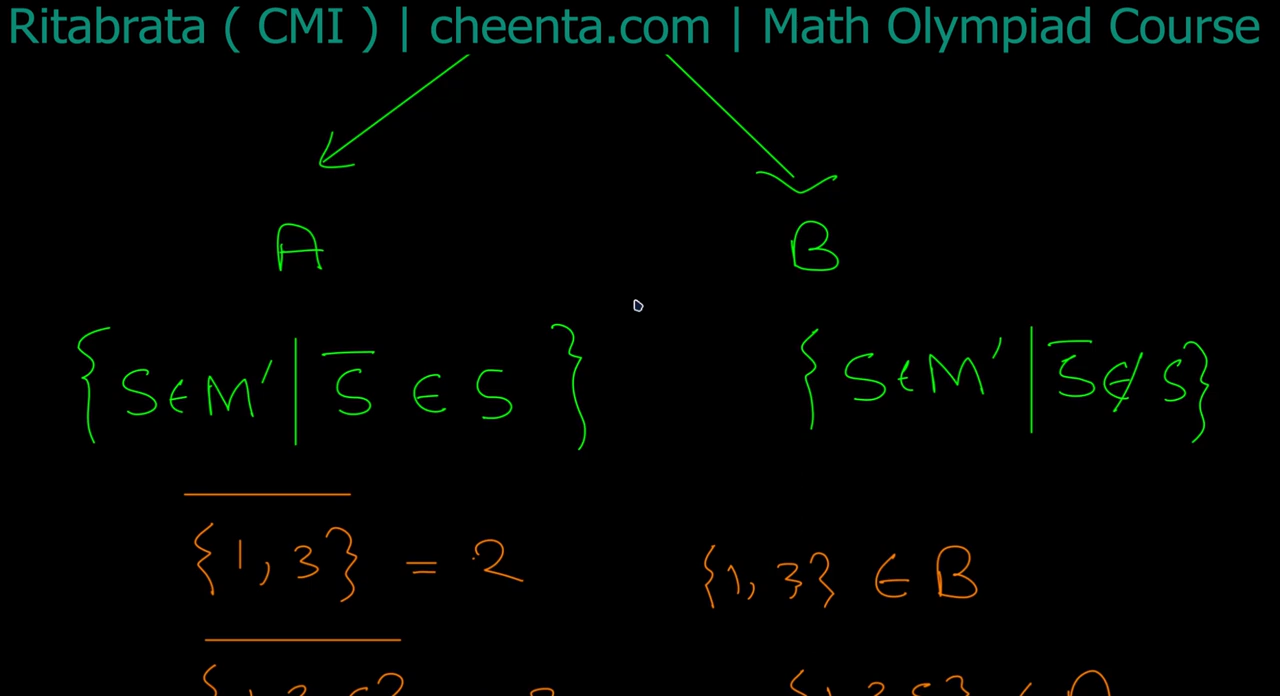 Ritabrata ( CMI ) | cheenta.com | Math Olympiad Course
A B
{S∈M'| S̅ ∈ S} {S∈M'| S̅∉S}
{1,3} = 2 {1,3} ∈ B